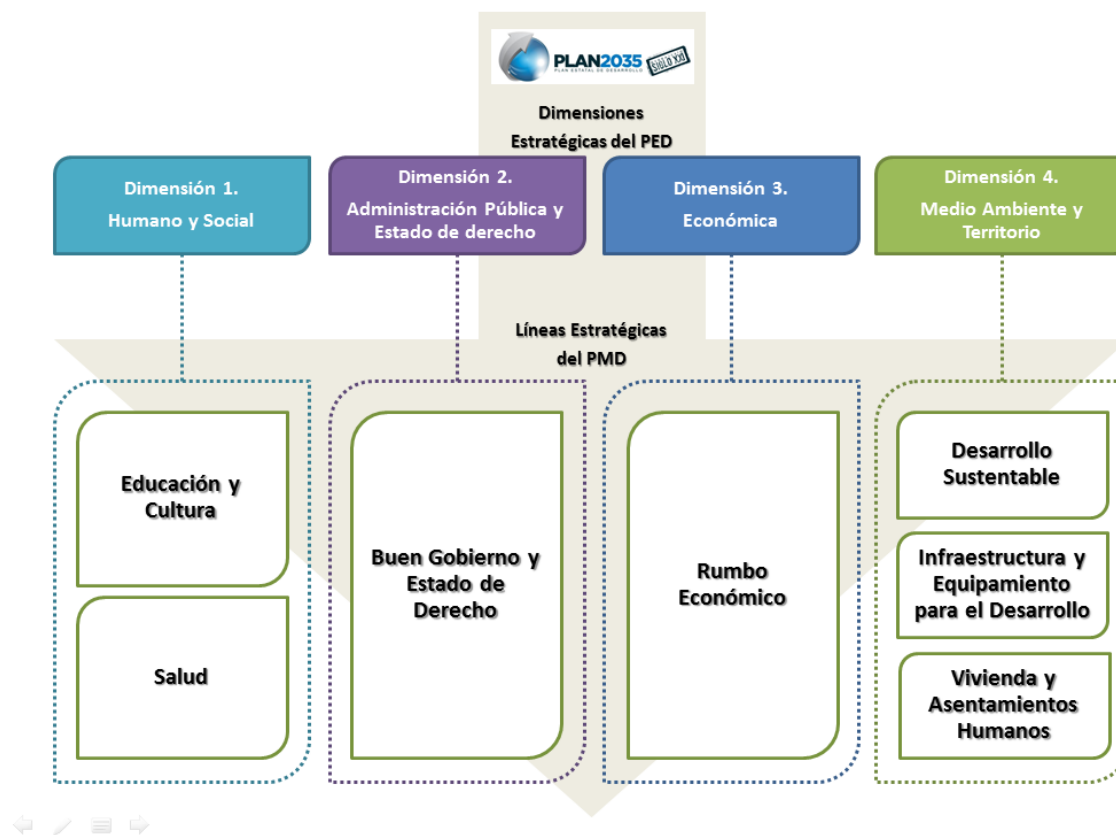 PLAN2035
PLAN ESTATAL DE DESARROLLO
SIGLO XXI
Dimensiones
Estratégicas del PED
Dimensión 1.
Humano y Social
Dimensión 2.
Administración Pública y
Estado de derecho
Dimensión 3.
Económica
Dimensión 4.
Medio Ambiente y
Territorio
Líneas Estratégicas
del PMD
Educación y
Cultura
Salud
Buen Gobierno y
Estado de
Derecho
Rumbo
Económico
Desarrollo
Sustentable
Infraestructura y
Equipamiento
para el Desarrollo
Vivienda y
Asentamientos
Humanos